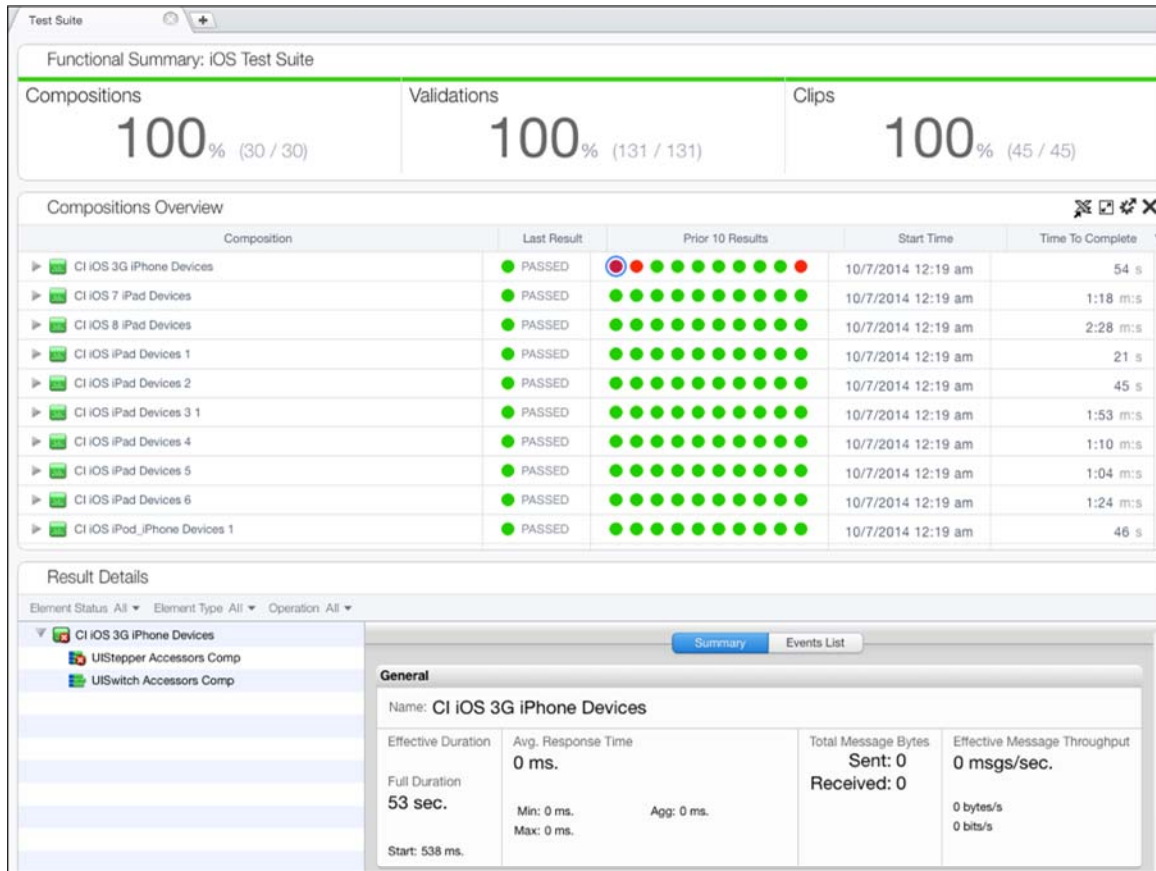 Test Suite
Functional Summary: iOS Test Suite
Compositions
100% (30 / 30)
Validations
100% (131 / 131)
Clips
100% (45 / 45)
Compositions Overview
Composition Last Result Prior 10 Results Start Time Time To Complete
CI iOS 3G iPhone Devices PASSED 10/7/2014 12:19 am 54 s
CI iOS 7 iPad Devices PASSED 10/7/2014 12:19 am 1:18 m:s
CI iOS 8 iPad Devices PASSED 10/7/2014 12:19 am 2:28 m:s
CI iOS iPad Devices 1 PASSED 10/7/2014 12:19 am 21 s
CI iOS iPad Devices 2 PASSED 10/7/2014 12:19 am 45 s
CI iOS iPad Devices 3 1 PASSED 10/7/2014 12:19 am 1:53 m:s
CI iOS iPad Devices 4 PASSED 10/7/2014 12:19 am 1:10 m:s
CI iOS iPad Devices 5 PASSED 10/7/2014 12:19 am 1:04 m:s
CI iOS iPad Devices 6 PASSED 10/7/2014 12:19 am 1:24 m:s
CI iOS iPod_iPhone Devices 1 PASSED 10/7/2014 12:19 am 46 s
Result Details
Element Status All Element Type All Operation All
CI iOS 3G iPhone Devices
UIStepper Accessors Comp
UISwitch Accessors Comp
Summary Events List
General
Name: CI iOS 3G iPhone Devices
Effective Duration
Full Duration
53 sec.
Start: 538 ms.
Avg. Response Time
0 ms.
Min: 0 ms. Agg: 0 ms.
Max: 0 ms.
Total Message Bytes
Sent: 0
Received: 0
Effective Message Throughput
0 msgs/sec.
0 bytes/s
0 bits/s